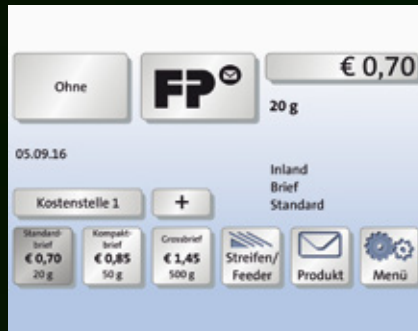 Ohne
FP
€ 0,70
20 g
05.09.16
Inland
Brief
Standard
Kostenstelle 1
+
Standard-
brief
€ 0,70
20 g
Kompakt-
brief
€ 0,85
50 g
Grossbrief
€ 1,45
500 g
Streifen/
Feeder
Produkt
Menü